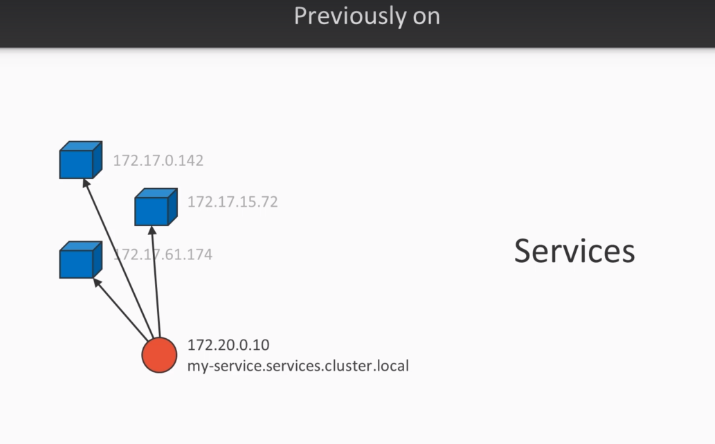 Previously on
172.17.0.142
172.17.15.72
172.17.61.174
Services
172.20.0.10
my-service.services.cluster.local